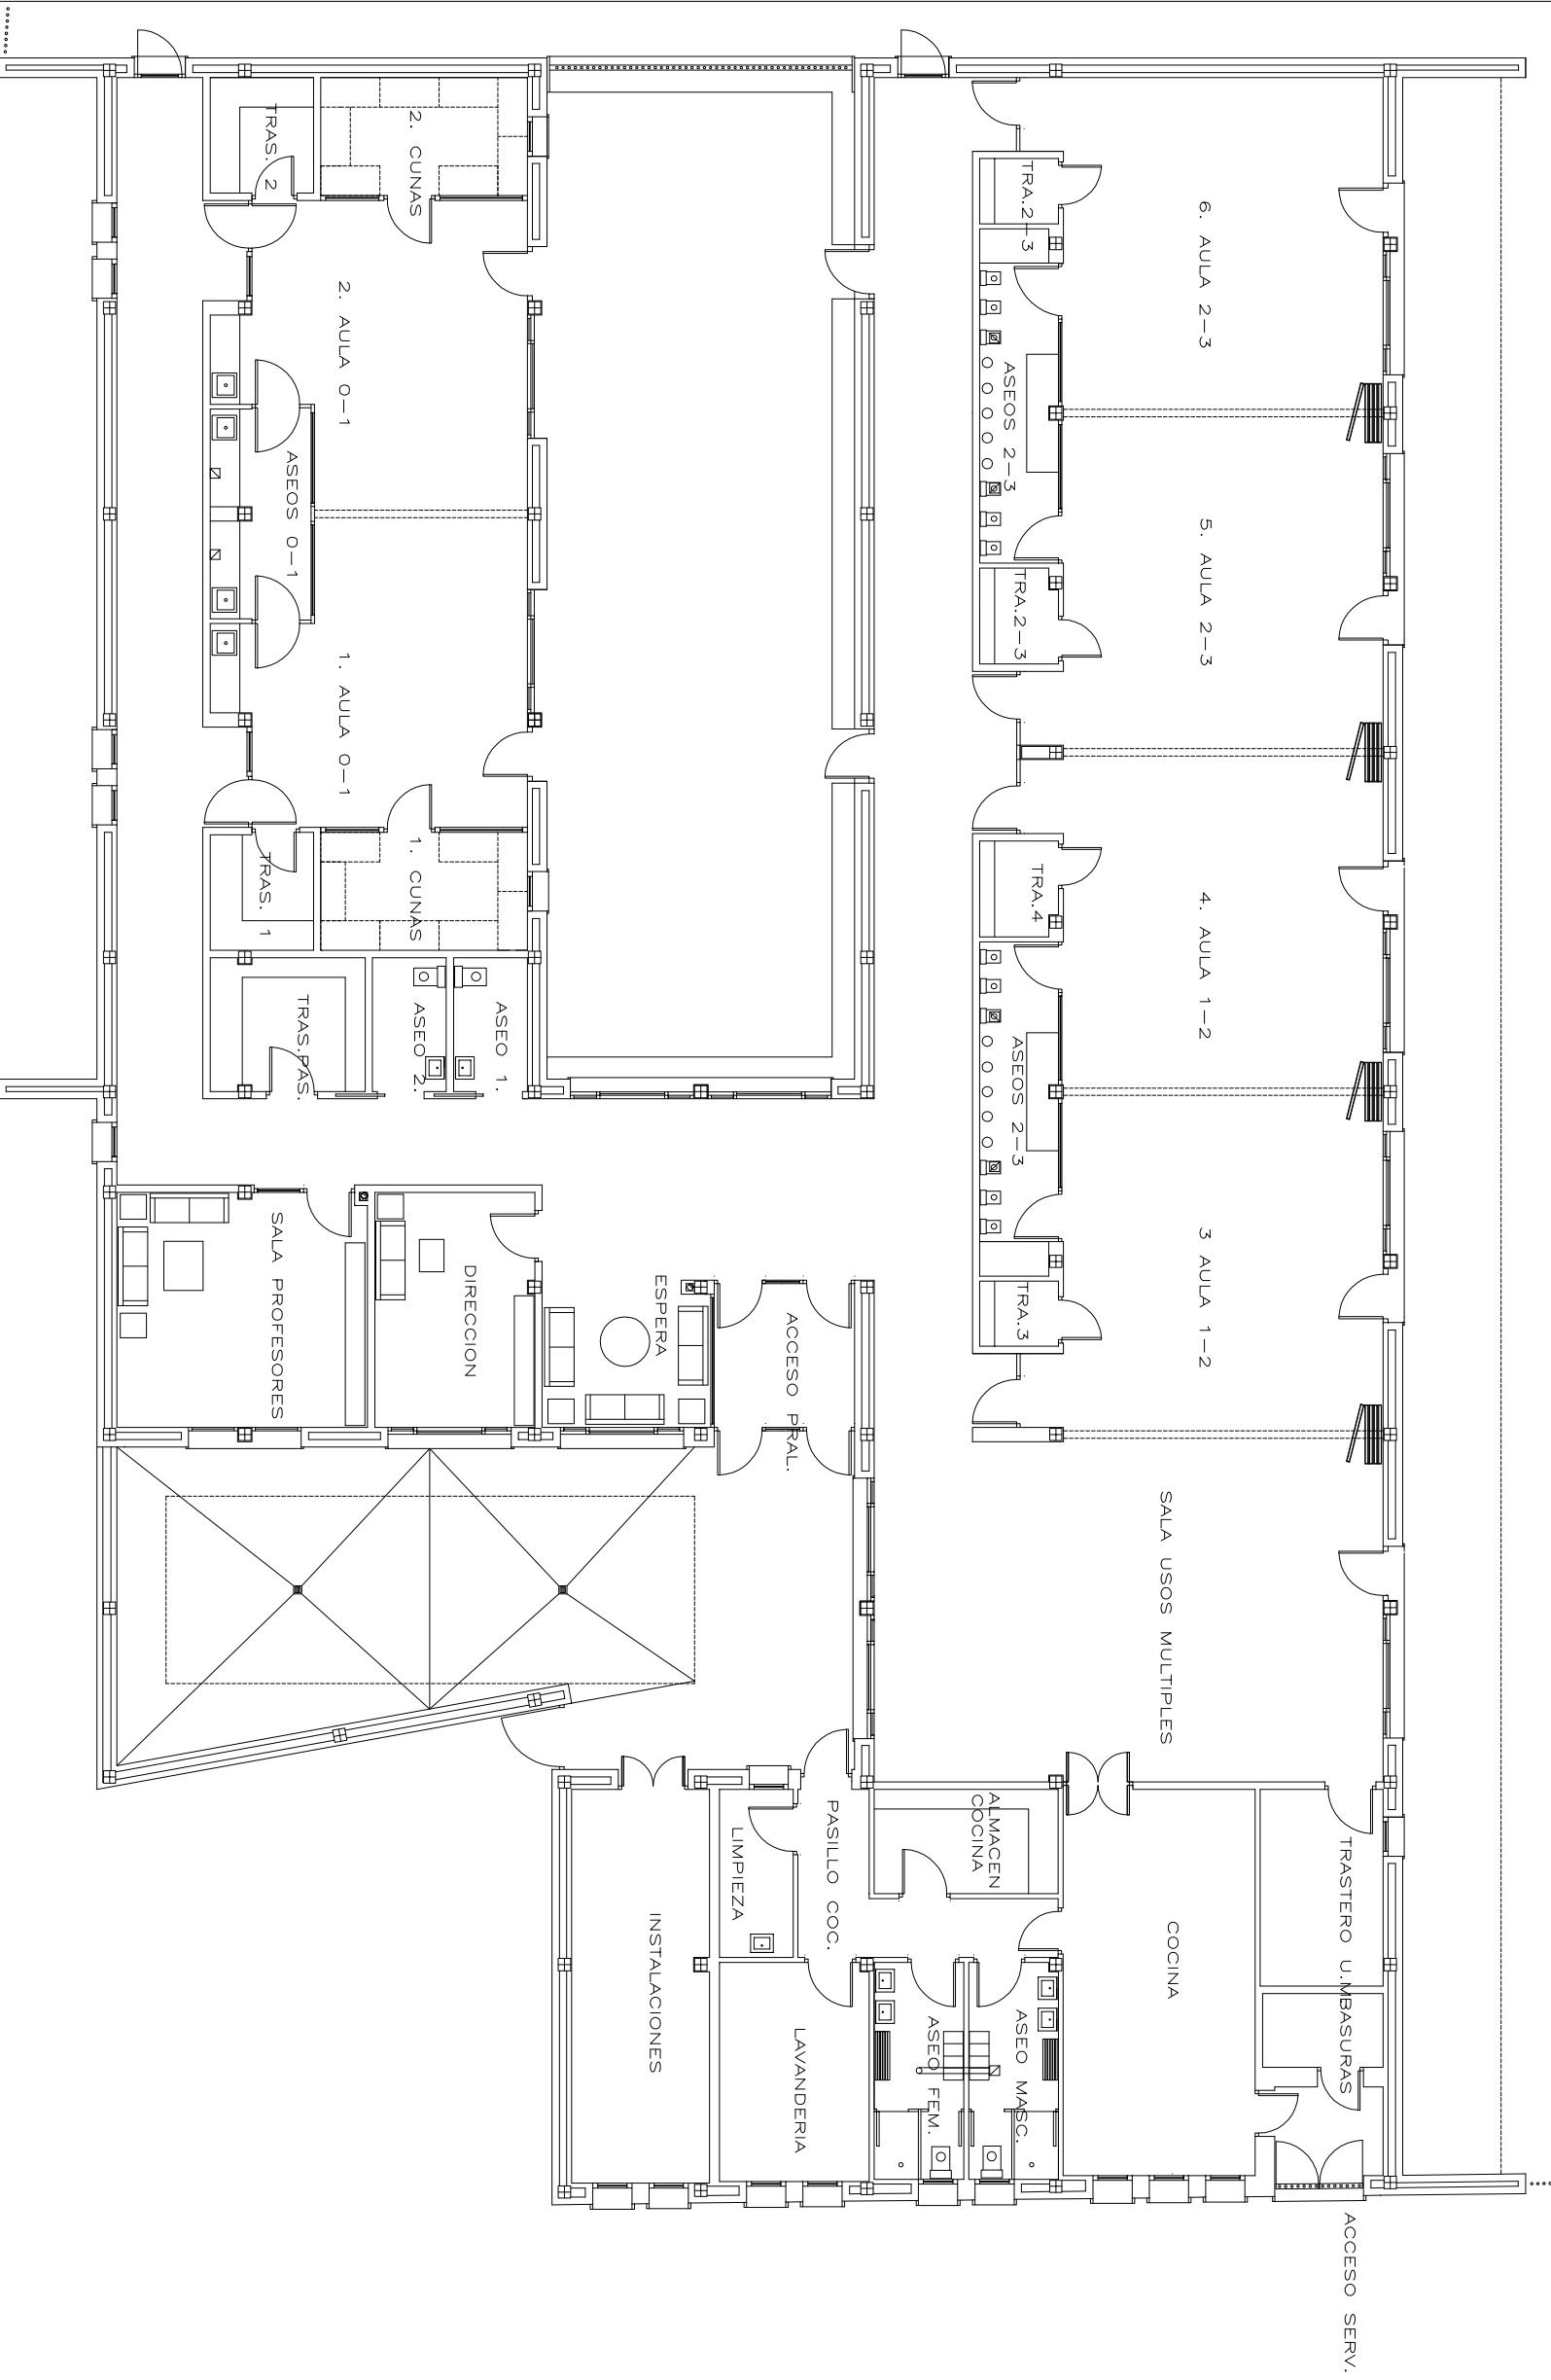 TRAS. 2
2. CUNAS
2. AULA 0-1
ASEOS 0-1
1. AULA 0-1
TRAS. 1
1. CUNAS
TRAS.PAS.
ASEO 2.
ASEO 1.
TRA.2-3
6. AULA 2-3
ASEOS 2-3
5. AULA 2-3
TRA.2-3
TRA.4
4. AULA 1-2
ASEOS 2-3
3 AULA 1-2
TRA.3
SALA PROFESORES
DIRECCION
ESPERA
ACCESO PRAL.
SALA USOS MULTIPLES
ALMACEN
COCINA
PASILLO COC.
LIMPIEZA
INSTALACIONES
LAVANDERIA
ASEO FEM.
ASEO MASC.
COCINA
TRASTERO U.M
BASURAS
ACCESO SERV.